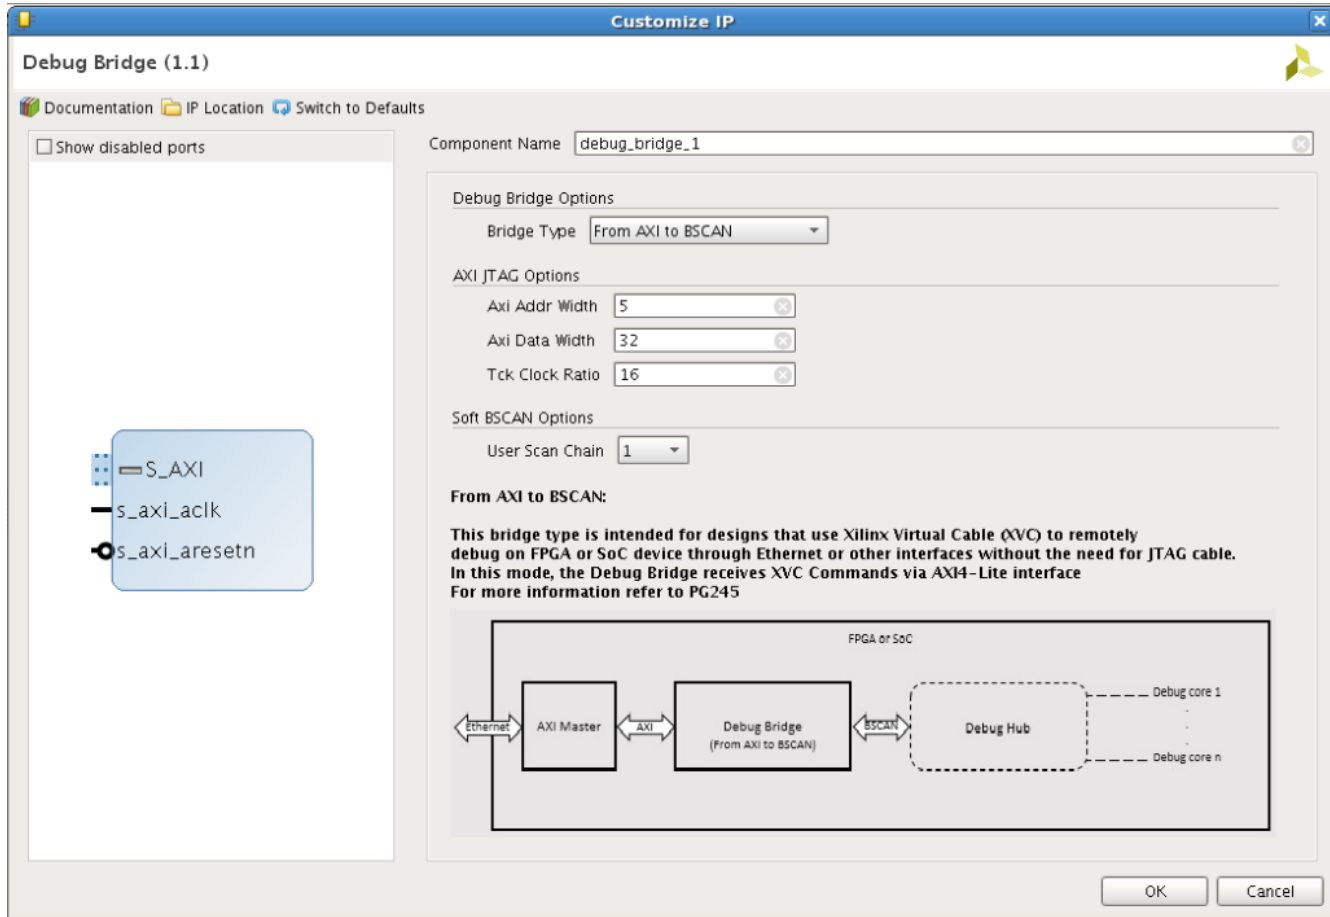 Customize IP
Debug Bridge (1.1)
Documentation IP Location Switch to Defaults
Show disabled ports
S_AXI
s_axi_aclk
s_axi_aresetn
Component Name debug_bridge_1
Debug Bridge Options
Bridge Type From AXI to BSCAN
AXI JTAG Options
Axi Addr Width 5
Axi Data Width 32
Tck Clock Ratio 16
Soft BSCAN Options
User Scan Chain 1
From AXI to BSCAN:
This bridge type is intended for designs that use Xilinx Virtual Cable (XVC) to remotely
debug on FPGA or SoC device through Ethernet or other interfaces without the need for JTAG cable.
In this mode, the Debug Bridge receives XVC Commands via AXI4-Lite interface
For more information refer to PG245
FPGA or SoC
Ethernet
AXI Master
AXI
Debug Bridge
(From AXI to BSCAN)
BSCAN
Debug Hub
Debug core 1
.
.
Debug core n
OK Cancel